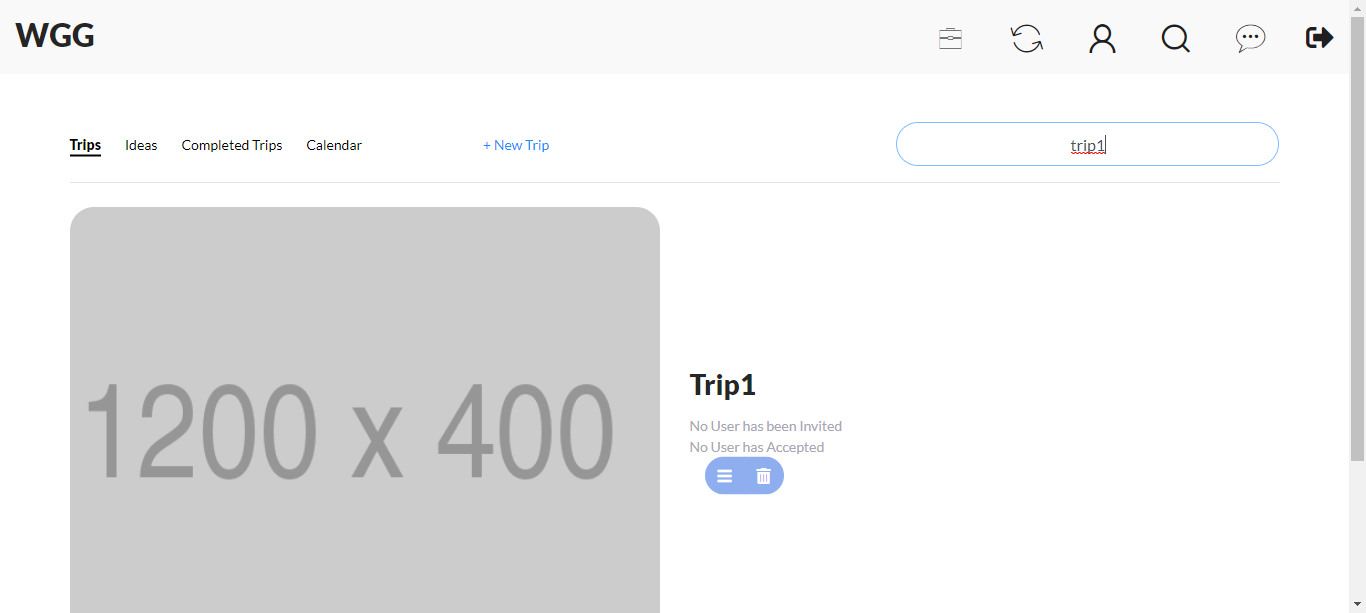 WGG
Trips Ideas Completed Trips Calendar + New Trip trip1
1200 x 400
Trip1
No User has been Invited
No User has Accepted